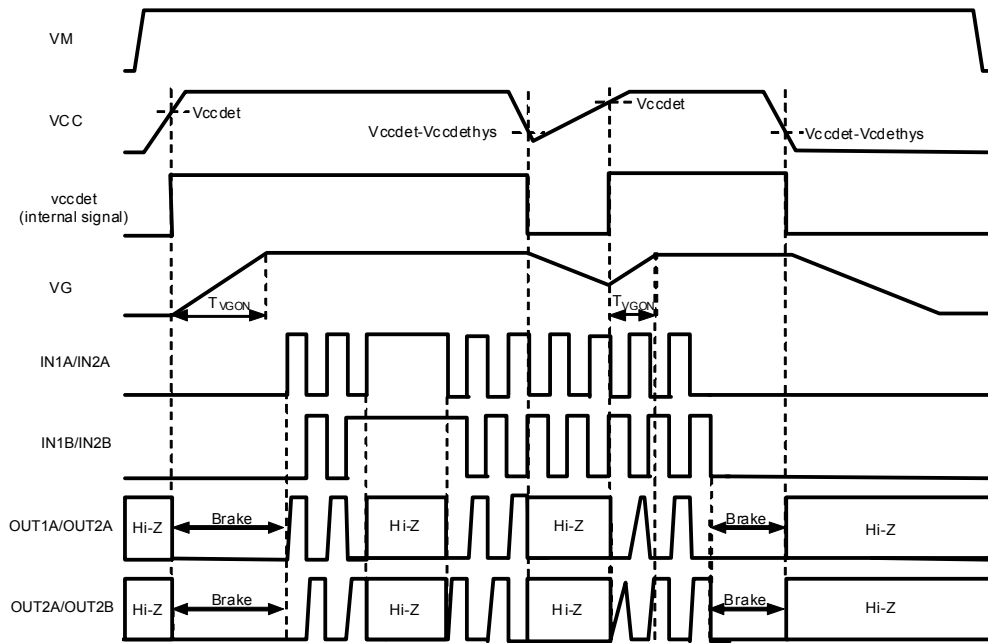 VM
VCC
Vccdet
Vccdet-Vccdethys
Vccdet
Vccdet-Vcdethys
vccdet
(internal signal)
VG
TVGON
TVGON
IN1A/IN2A
IN1B/IN2B
OUT1A/OUT2A
Hi-Z
Brake
Hi-Z
Hi-Z
Brake
Hi-Z
OUT2A/OUT2B
Hi-Z
Brake
Hi-Z
Hi-Z
Brake
Hi-Z